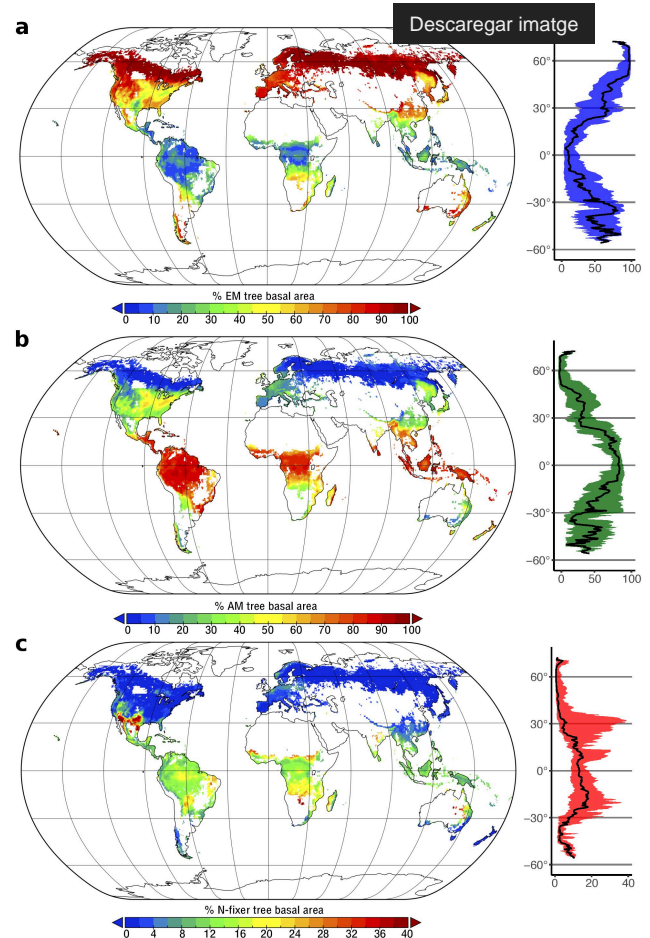 a
Descaregar imatge
60°
30°
0°
−30°
−60°
0 50 100
% EM tree basal area
0 10 20 30 40 50 60 70 80 90 100
b
60°
30°
0°
−30°
−60°
0 50 100
% AM tree basal area
0 10 20 30 40 50 60 70 80 90 100
c
60°
30°
0°
−30°
−60°
0 20 40
% N-fixer tree basal area
0 4 8 12 16 20 24 28 32 36 40